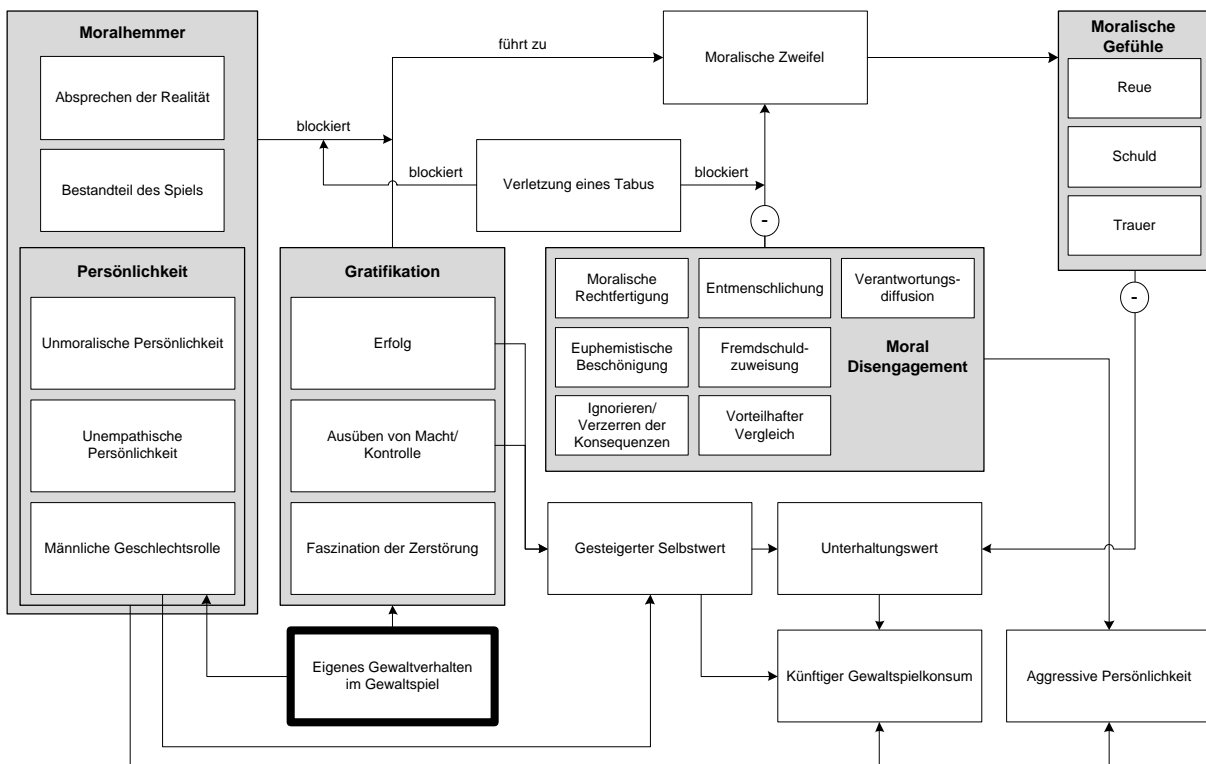 Moralhemmer
Absprechen der Realität
Bestandteil des Spiels
Persönlichkeit
Unmoralische Persönlichkeit
Unempathische
Persönlichkeit
Männliche Geschlechtsrolle
führt zu
blockiert
blockiert
blockiert
Moralische Zweifel
Verletzung eines Tabus
-
Moralische
Gefühle
Reue
Schuld
Trauer
-
Gratifikation
Erfolg
Ausüben von Macht/
Kontrolle
Faszination der Zerstörung
Eigenes Gewaltverhalten
im Gewaltspiel
Moralische
Rechtfertigung
Entmenschlichung
Verantwortungs-
diffusion
Euphemistische
Beschönigung
Fremdschuld-
zuweisung
Moral
Disengagement
Ignorieren/
Verzerren der
Konsequenzen
Vorteilhafter
Vergleich
Gesteigerter Selbstwert
Unterhaltungswert
Künftiger Gewaltspielkonsum
Aggressive Persönlichkeit